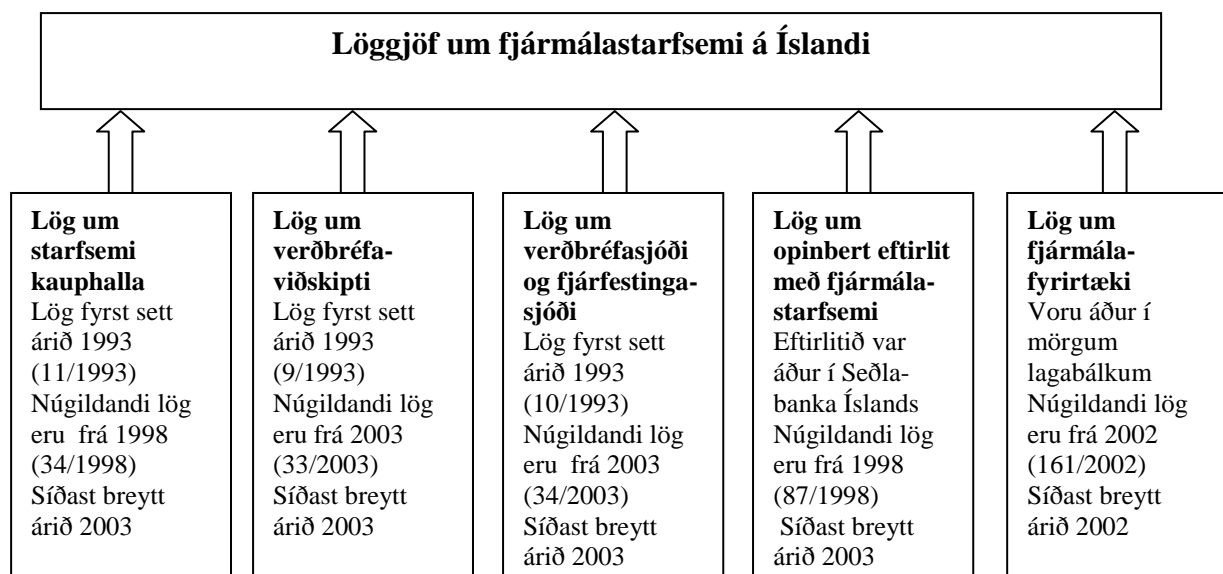 Löggjöf um fjármálastarfsemi á Íslandi
Lög um
starfsemi
kauphalla
Lög fyrst sett
árið 1993
(11/1993)
Núgildandi lög
eru frá 1998
(34/1998)
Síðast breytt
árið 2003
Lög um
verðbréfa-
viðskipti
Lög fyrst sett
árið 1993
(9/1993)
Núgildandi lög
eru frá 2003
(33/2003)
Síðast breytt
árið 2003
Lög um
verðbréfasjóði
og fjárfestinga-
sjóði
Lög fyrst sett
árið 1993
(10/1993)
Núgildandi lög
eru frá 2003
(34/2003)
Síðast breytt
árið 2003
Lög um
opinbert eftirlit
með fjármála-
starfsemi
Eftirlitið var
áður í Seðla-
banka Íslands
Núgildandi lög
eru frá 1998
(87/1998)
Síðast breytt
árið 2003
Lög um
fjármála-
fyrirtæki
Voru áður í
mörgum
lagabálkum
Núgildandi lög
eru frá 2002
(161/2002)
Síðast breytt
árið 2002